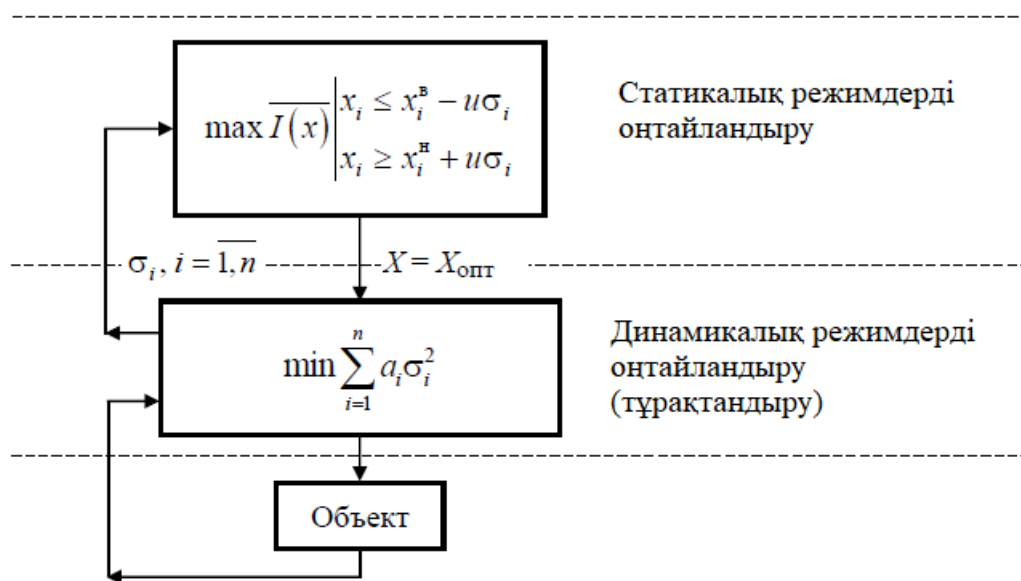 max I(x) | xᵢ ≤ xᵢᵛ − uσᵢ
xᵢ ≥ xᵢⁿ + uσᵢ
Статикалық режимдерді
оңтайландыру
σᵢ, i = 1,n
X = Xопт
min ∑ᵢ₌₁ⁿ aᵢσᵢ²
Динамикалық режимдерді
оңтайландыру
(тұрақтандыру)
Объект